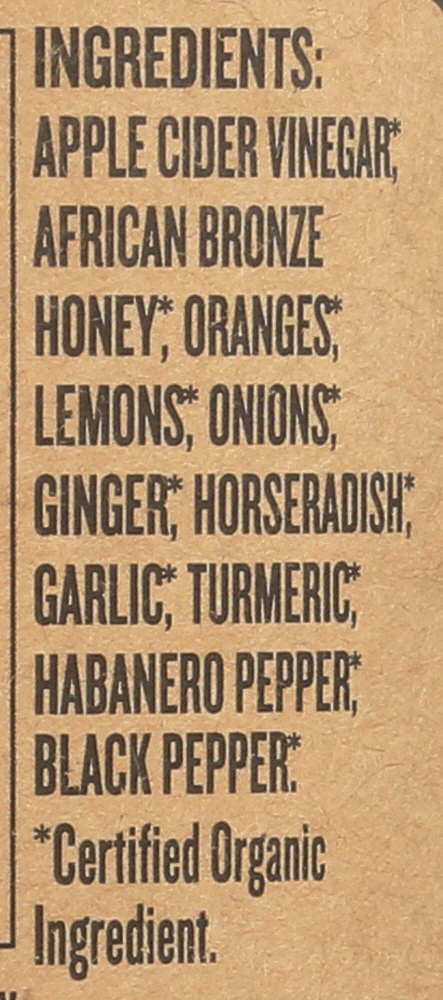 INGREDIENTS:
APPLE CIDER VINEGAR*,
AFRICAN BRONZE
HONEY*, ORANGES*,
LEMONS*, ONIONS*,
GINGER*, HORSERADISH*,
GARLIC*, TURMERIC*,
HABANERO PEPPER*,
BLACK PEPPER*.
*Certified Organic
Ingredient.